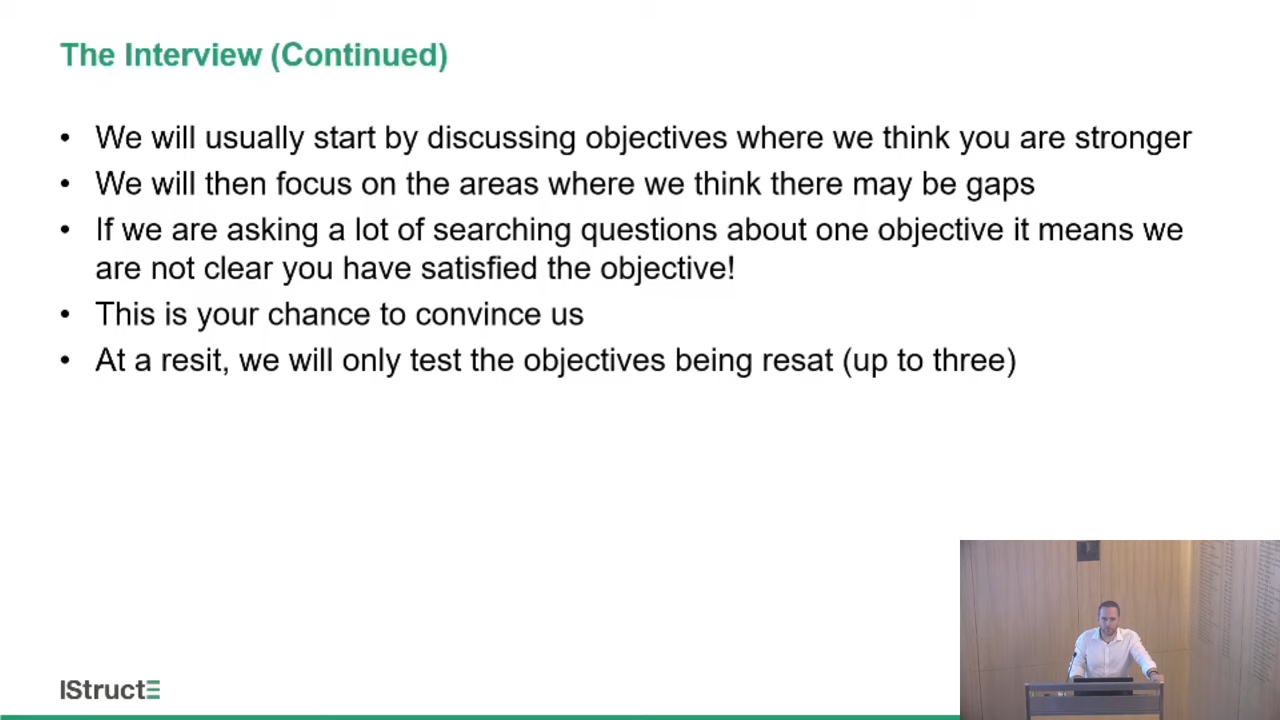 The Interview (Continued)
• We will usually start by discussing objectives where we think you are stronger
• We will then focus on the areas where we think there may be gaps
• If we are asking a lot of searching questions about one objective it means we
are not clear you have satisfied the objective!
• This is your chance to convince us
• At a resit, we will only test the objectives being resat (up to three)
IStructE